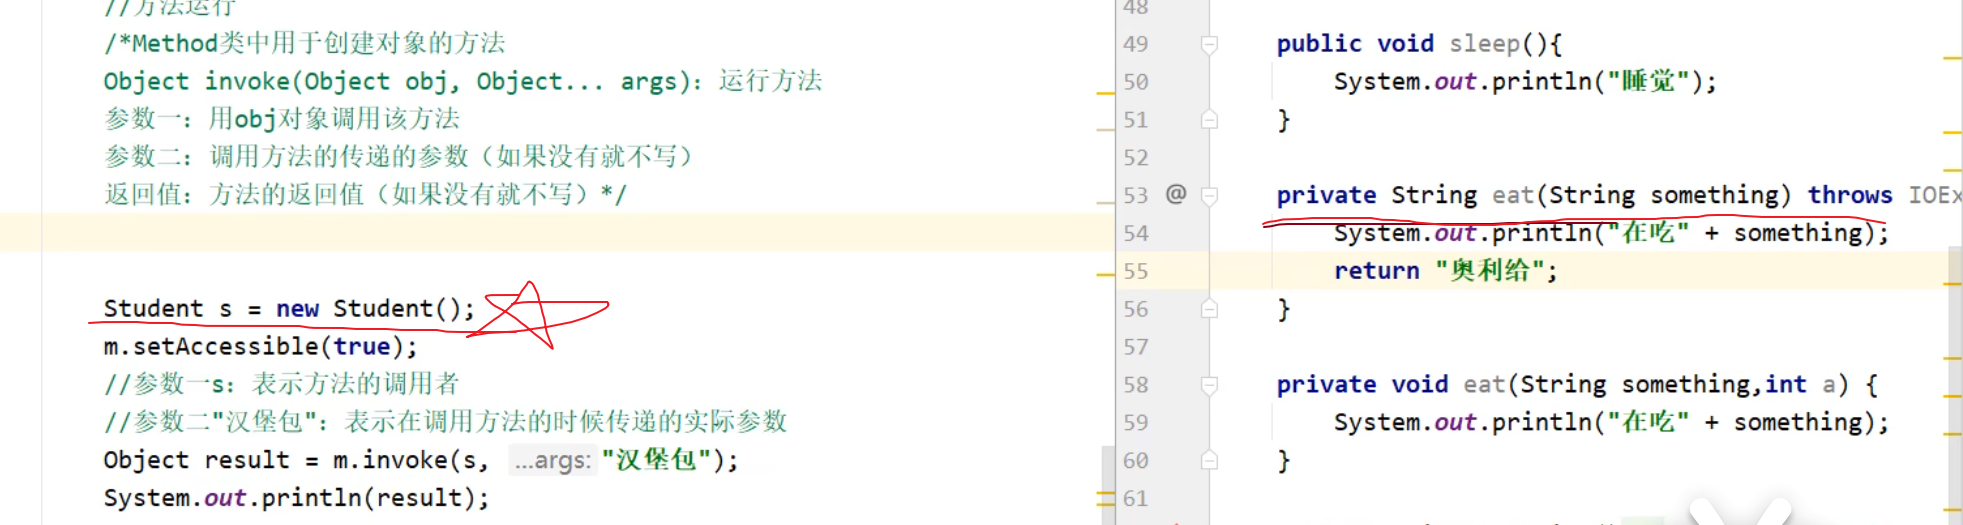 //方法运行
/*Method类中用于创建对象的方法
Object invoke(Object obj, Object... args): 运行方法
参数一: 用obj对象调用该方法
参数二: 调用方法的传递的参数（如果没有就不写）
返回值: 方法的返回值（如果没有就不写）*/
Student s = new Student();
m.setAccessible(true);
//参数一s: 表示方法的调用者
//参数二"汉堡包": 表示在调用方法的时候传递的实际参数
Object result = m.invoke(s, ...args: "汉堡包");
System.out.println(result);
48
49 public void sleep(){
50 System.out.println("睡觉");
51 }
52
53 @ private String eat(String something) throws IOEx
54 System.out.println("在吃" + something);
55 return "奥利给";
56 }
57
58 private void eat(String something,int a) {
59 System.out.println("在吃" + something);
60 }
61